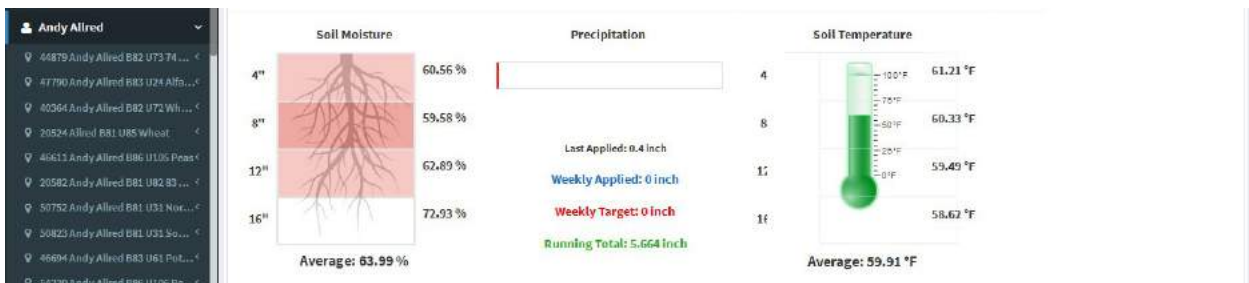 Andy Allred
44879 Andy Allred B82 U73 74 ...
47790 Andy Allred B83 U24 Alfa...
40364 Andy Allred B82 U72 Wh...
20524 Allred B81 U85 Wheat
46611 Andy Allred B86 U105 Peas
20582 Andy Allred B81 U82 83 ...
50752 Andy Allred B81 U31 Nor...
50823 Andy Allred B81 U31 So...
46694 Andy Allred B83 U61 Pot...
Soil Moisture
4" 60.56 %
8" 59.58 %
12" 62.89 %
16" 72.93 %
Average: 63.99 %
Precipitation
Last Applied: 0.4 inch
Weekly Applied: 0 inch
Weekly Target: 0 inch
Running Total: 5.664 inch
Soil Temperature
4 100°F 61.21 °F
75°F
8 50°F 60.33 °F
25°F
12 0°F 59.49 °F
16 58.62 °F
Average: 59.91 °F